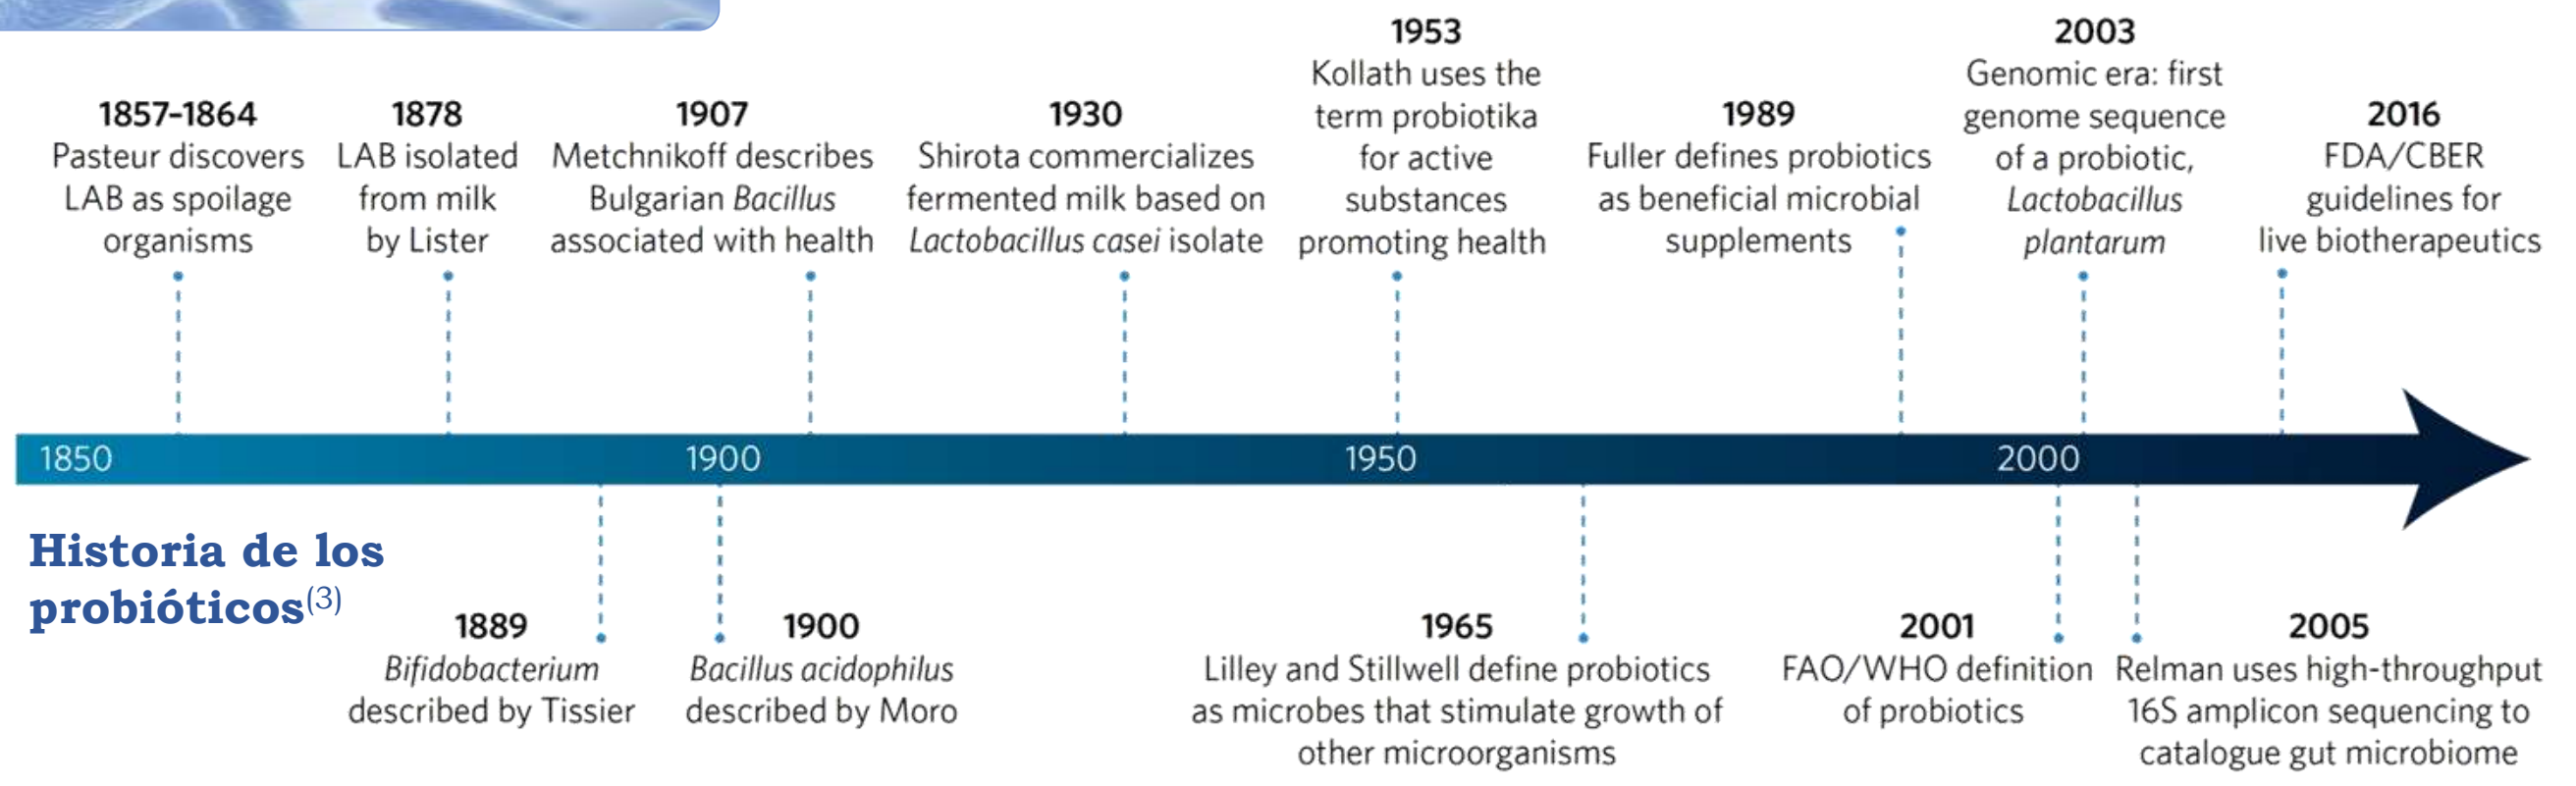 1857–1864
Pasteur discovers
LAB as spoilage
organisms
1878
LAB isolated
from milk
by Lister
1907
Metchnikoff describes
Bulgarian Bacillus
associated with health
1930
Shirota commercializes
fermented milk based on
Lactobacillus casei isolate
1953
Kollath uses the
term probiotika
for active
substances
promoting health
1989
Fuller defines probiotics
as beneficial microbial
supplements
2003
Genomic era: first
genome sequence
of a probiotic,
Lactobacillus
plantarum
2016
FDA/CBER
guidelines for
live biotherapeutics
1850
1900
1950
2000
Historia de los
probióticos(3)
1889
Bifidobacterium
described by Tissier
1900
Bacillus acidophilus
described by Moro
1965
Lilley and Stillwell define probiotics
as microbes that stimulate growth of
other microorganisms
2001
FAO/WHO definition
of probiotics
2005
Relman uses high-throughput
16S amplicon sequencing to
catalogue gut microbiome